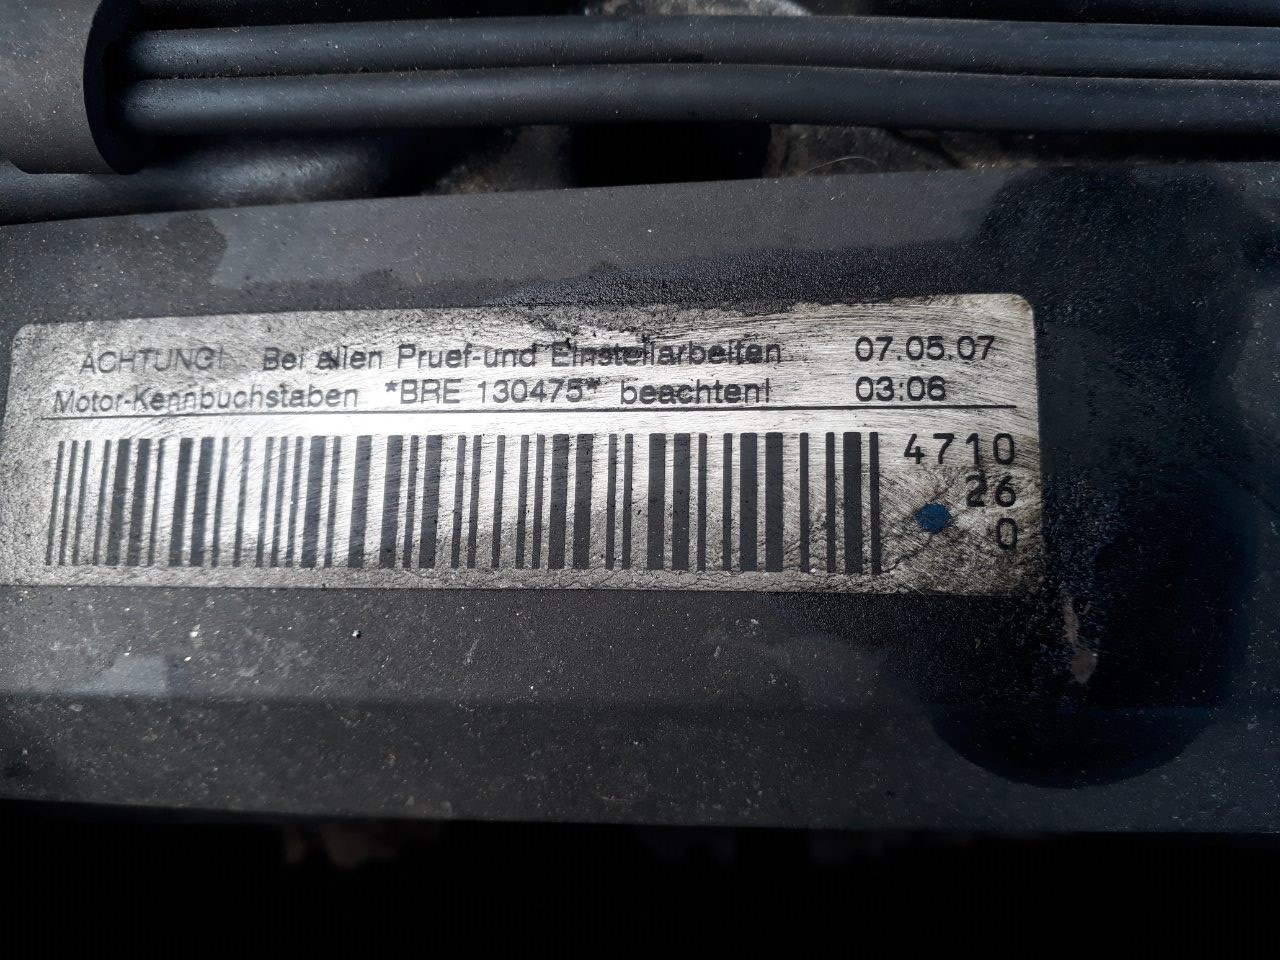 ACHTUNG! Bei allen Pruef-und Einstellarbeiten 07.05.07
Motor-Kennbuchstaben *BRE 130475* beachten! 03:06
4710
26
0